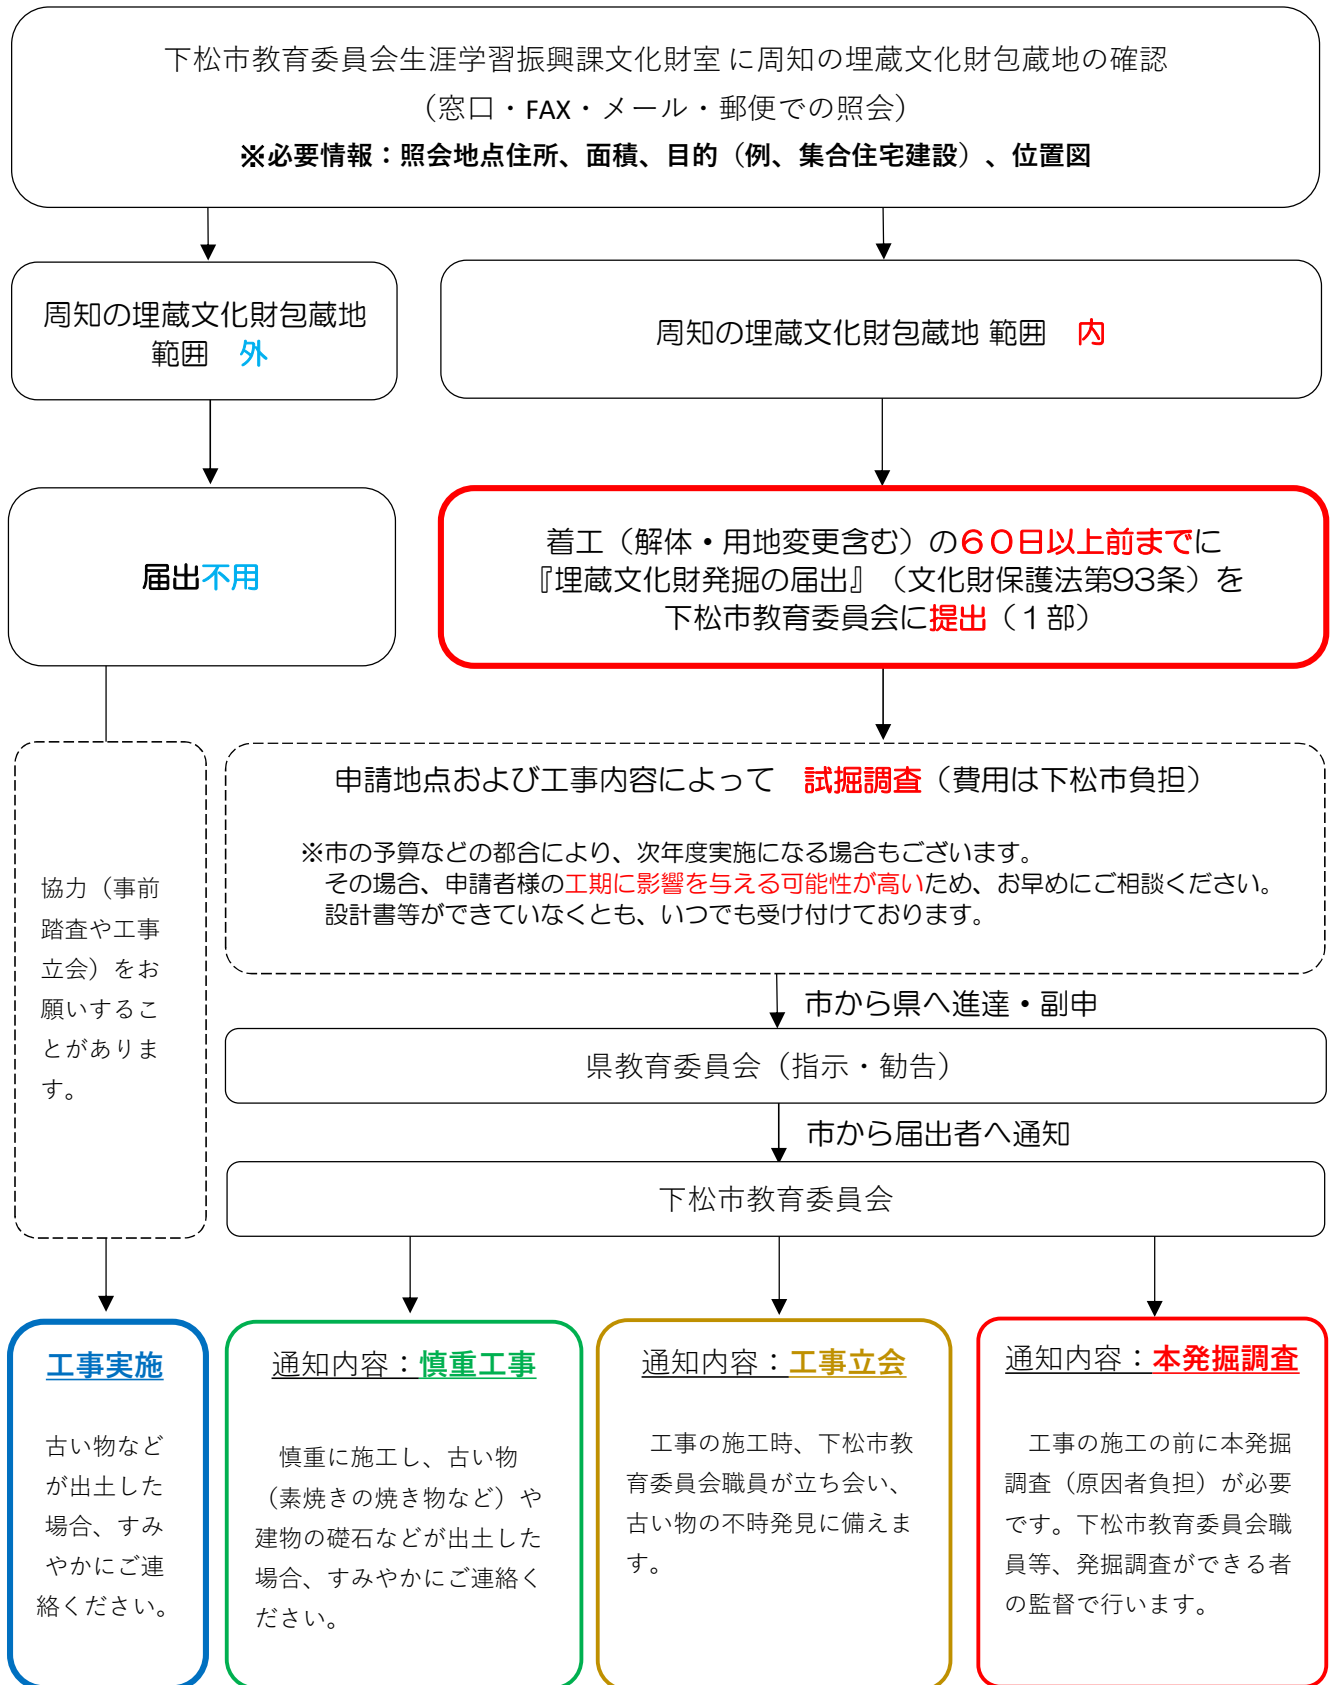 下松市教育委員会生涯学習振興課文化財室に周知の埋蔵文化財包蔵地の確認
（窓口・FAX・メール・郵便での照会）
※必要情報：照会地点住所、面積、目的（例、集合住宅建設）、位置図
周知の埋蔵文化財包蔵地
範囲　外
周知の埋蔵文化財包蔵地 範囲　内
届出不用
着工（解体・用地変更含む）の６０日以上前までに
『埋蔵文化財発掘の届出』（文化財保護法第93条）を
下松市教育委員会に提出（１部）
申請地点および工事内容によって　試掘調査（費用は下松市負担）
※市の予算などの都合により、次年度実施になる場合もございます。
その場合、申請者様の工期に影響を与える可能性が高いため、お早めにご相談ください。
設計書等ができていなくとも、いつでも受け付けております。
協力（事前
踏査や工事
立会）をお
願いするこ
とがありま
す。
市から県へ進達・副申
県教育委員会（指示・勧告）
市から届出者へ通知
下松市教育委員会
工事実施
古い物など
が出土した
場合、すみ
やかにご連
絡ください。
通知内容：慎重工事
慎重に施工し、古い物
（素焼きの焼き物など）や
建物の礎石などが出土した
場合、すみやかにご連絡く
ださい。
通知内容：工事立会
工事の施工時、下松市教
育委員会職員が立ち会い、
古い物の不時発見に備えま
す。
通知内容：本発掘調査
工事の施工の前に本発掘
調査（原因者負担）が必要
です。下松市教育委員会職
員等、発掘調査ができる者
の監督で行います。